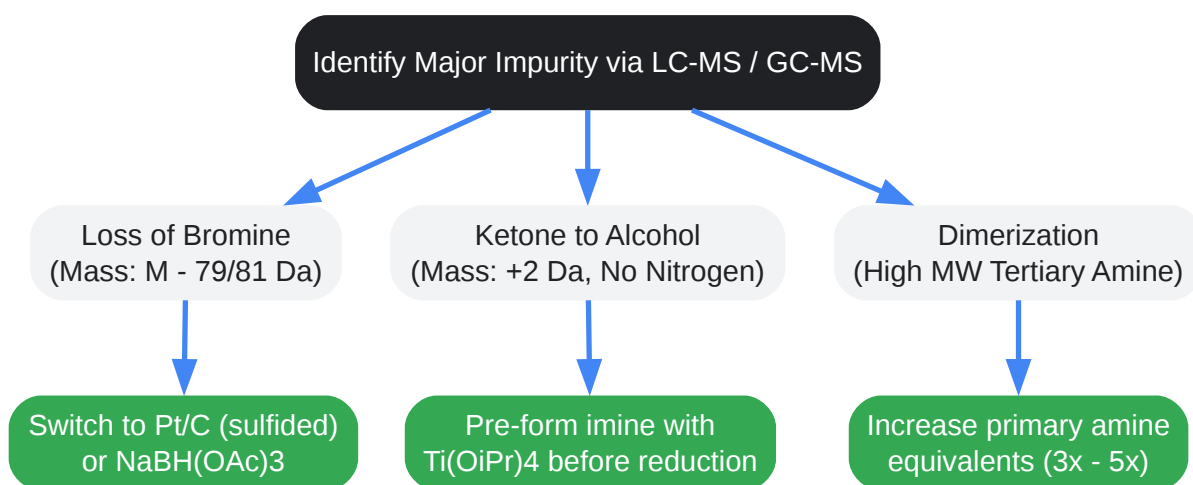 Identify Major Impurity via LC-MS / GC-MS
Loss of Bromine
(Mass: M - 79/81 Da)
Ketone to Alcohol
(Mass: +2 Da, No Nitrogen)
Dimerization
(High MW Tertiary Amine)
Switch to Pt/C (sulfided)
or NaBH(OAc)3
Pre-form imine with
Ti(OiPr)4 before reduction
Increase primary amine
equivalents (3x - 5x)